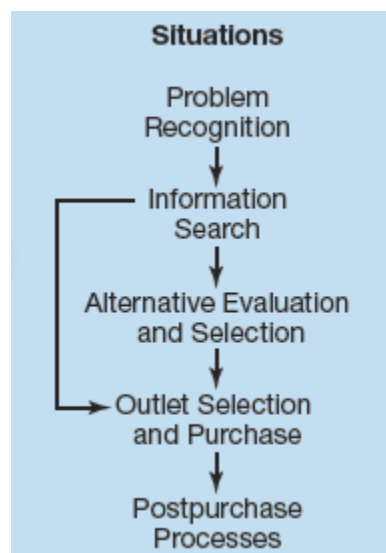 Situations
Problem
Recognition
Information
Search
Alternative Evaluation
and Selection
Outlet Selection
and Purchase
Postpurchase
Processes